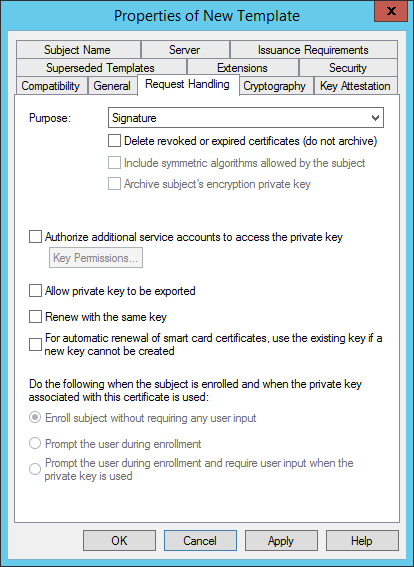 Properties of New Template
x
Subject Name
Server
Issuance Requirements
Superseded Templates
Extensions
Security
Compatibility
General
Request Handling
Cryptography
Key Attestation
Purpose:
Signature
Delete revoked or expired certificates (do not archive)
Include symmetric algorithms allowed by the subject
Archive subject's encryption private key
Authorize additional service accounts to access the private key
Key Permissions...
Allow private key to be exported
Renew with the same key
For automatic renewal of smart card certificates, use the existing key if a
new key cannot be created
Do the following when the subject is enrolled and when the private key
associated with this certificate is used:
Enroll subject without requiring any user input
Prompt the user during enrollment
Prompt the user during enrollment and require user input when the
private key is used
OK
Cancel
Apply
Help